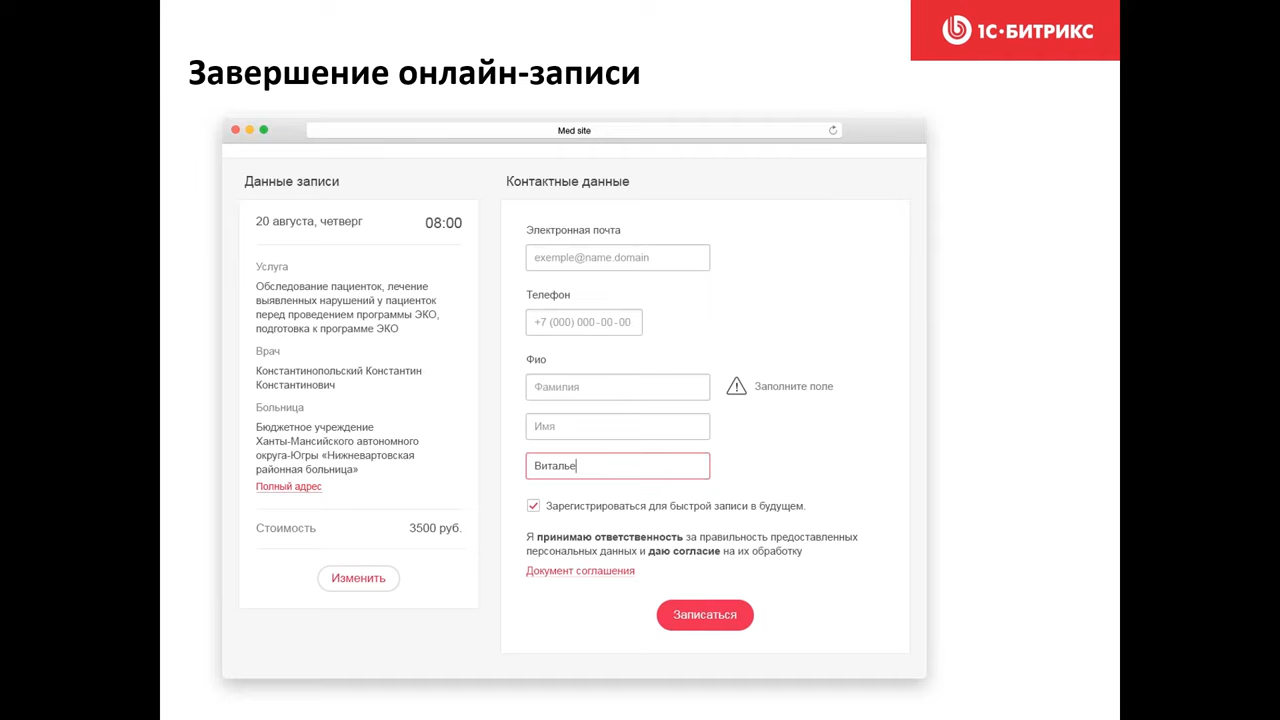 1С·БИТРИКС
Завершение онлайн-записи
Med site
Данные записи
20 августа, четверг 08:00
Услуга
Обследование пациенток, лечение
выявленных нарушений у пациенток
перед проведением программы ЭКО,
подготовка к программе ЭКО
Врач
Константинопольский Константин
Константинович
Больница
Бюджетное учреждение
Ханты-Мансийского автономного
округа-Югры «Нижневартовская
районная больница»
Полный адрес
Стоимость 3500 руб.
Изменить
Контактные данные
Электронная почта
exemple@name.domain
Телефон
+7 (000) 000-00-00
Фио
Фамилия
Заполните поле
Имя
Виталье
Зарегистрироваться для быстрой записи в будущем.
Я принимаю ответственность за правильность предоставленных
персональных данных и даю согласие на их обработку
Документ соглашения
Записаться